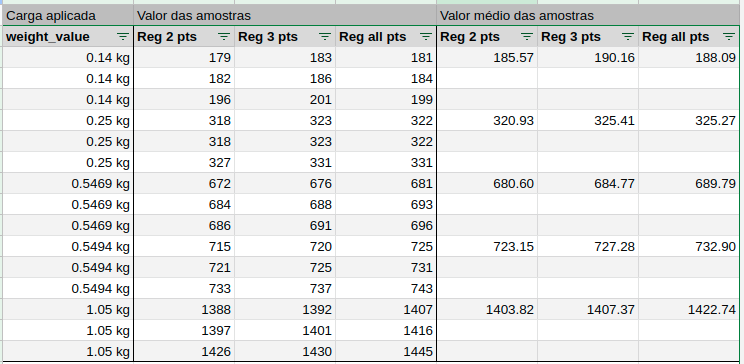 Carga aplicada Valor das amostras Valor médio das amostras
weight_value Reg 2 pts Reg 3 pts Reg all pts Reg 2 pts Reg 3 pts Reg all pts
0.14 kg 179 183 181 185.57 190.16 188.09
0.14 kg 182 186 184
0.14 kg 196 201 199
0.25 kg 318 323 322 320.93 325.41 325.27
0.25 kg 318 323 322
0.25 kg 327 331 331
0.5469 kg 672 676 681 680.60 684.77 689.79
0.5469 kg 684 688 693
0.5469 kg 686 691 696
0.5494 kg 715 720 725 723.15 727.28 732.90
0.5494 kg 721 725 731
0.5494 kg 733 737 743
1.05 kg 1388 1392 1407 1403.82 1407.37 1422.74
1.05 kg 1397 1401 1416
1.05 kg 1426 1430 1445